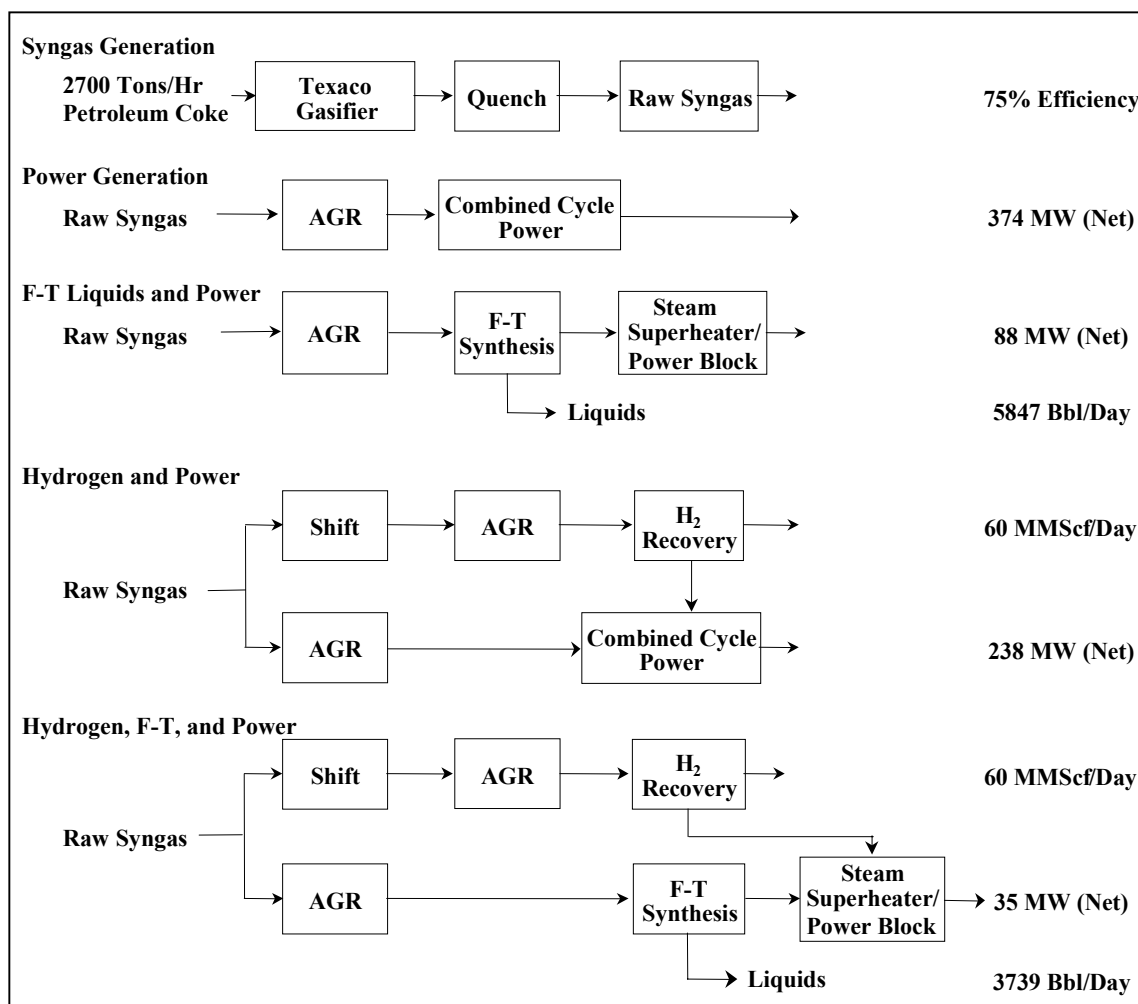 Syngas Generation
2700 Tons/Hr
Petroleum Coke
Texaco
Gasifier
Quench
Raw Syngas
75% Efficiency
Power Generation
Raw Syngas
AGR
Combined Cycle
Power
374 MW (Net)
F-T Liquids and Power
Raw Syngas
AGR
F-T
Synthesis
Steam
Superheater/
Power Block
88 MW (Net)
Liquids
5847 Bbl/Day
Hydrogen and Power
Shift
AGR
H2
Recovery
60 MMScf/Day
Raw Syngas
AGR
Combined Cycle
Power
238 MW (Net)
Hydrogen, F-T, and Power
Shift
AGR
H2
Recovery
60 MMScf/Day
Raw Syngas
AGR
F-T
Synthesis
Steam
Superheater/
Power Block
35 MW (Net)
Liquids
3739 Bbl/Day